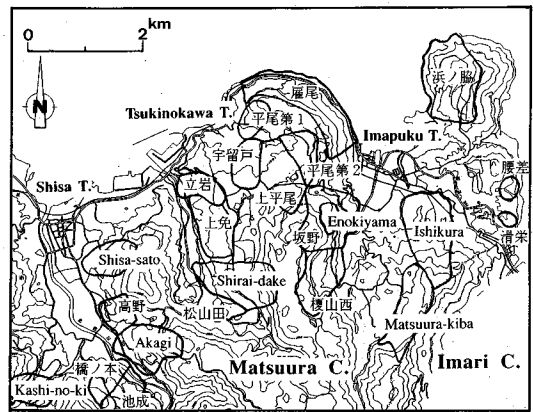 0
2
km
N
浜ノ脇
雁尾
Tsukinokawa T.
平尾第1
Imapuku T.
宇留戸
平尾第2
腰差
Shisa T.
立岩
上平尾
上免
Enokiyama
坂野
Ishikura
滑栄
Shisa-sato
Shirai-dake
高野
松山田
榎山西
Matsuura-kiba
Akagi
橋ノ本
Matsuura C.
Imari C.
Kashi-no-ki
池成